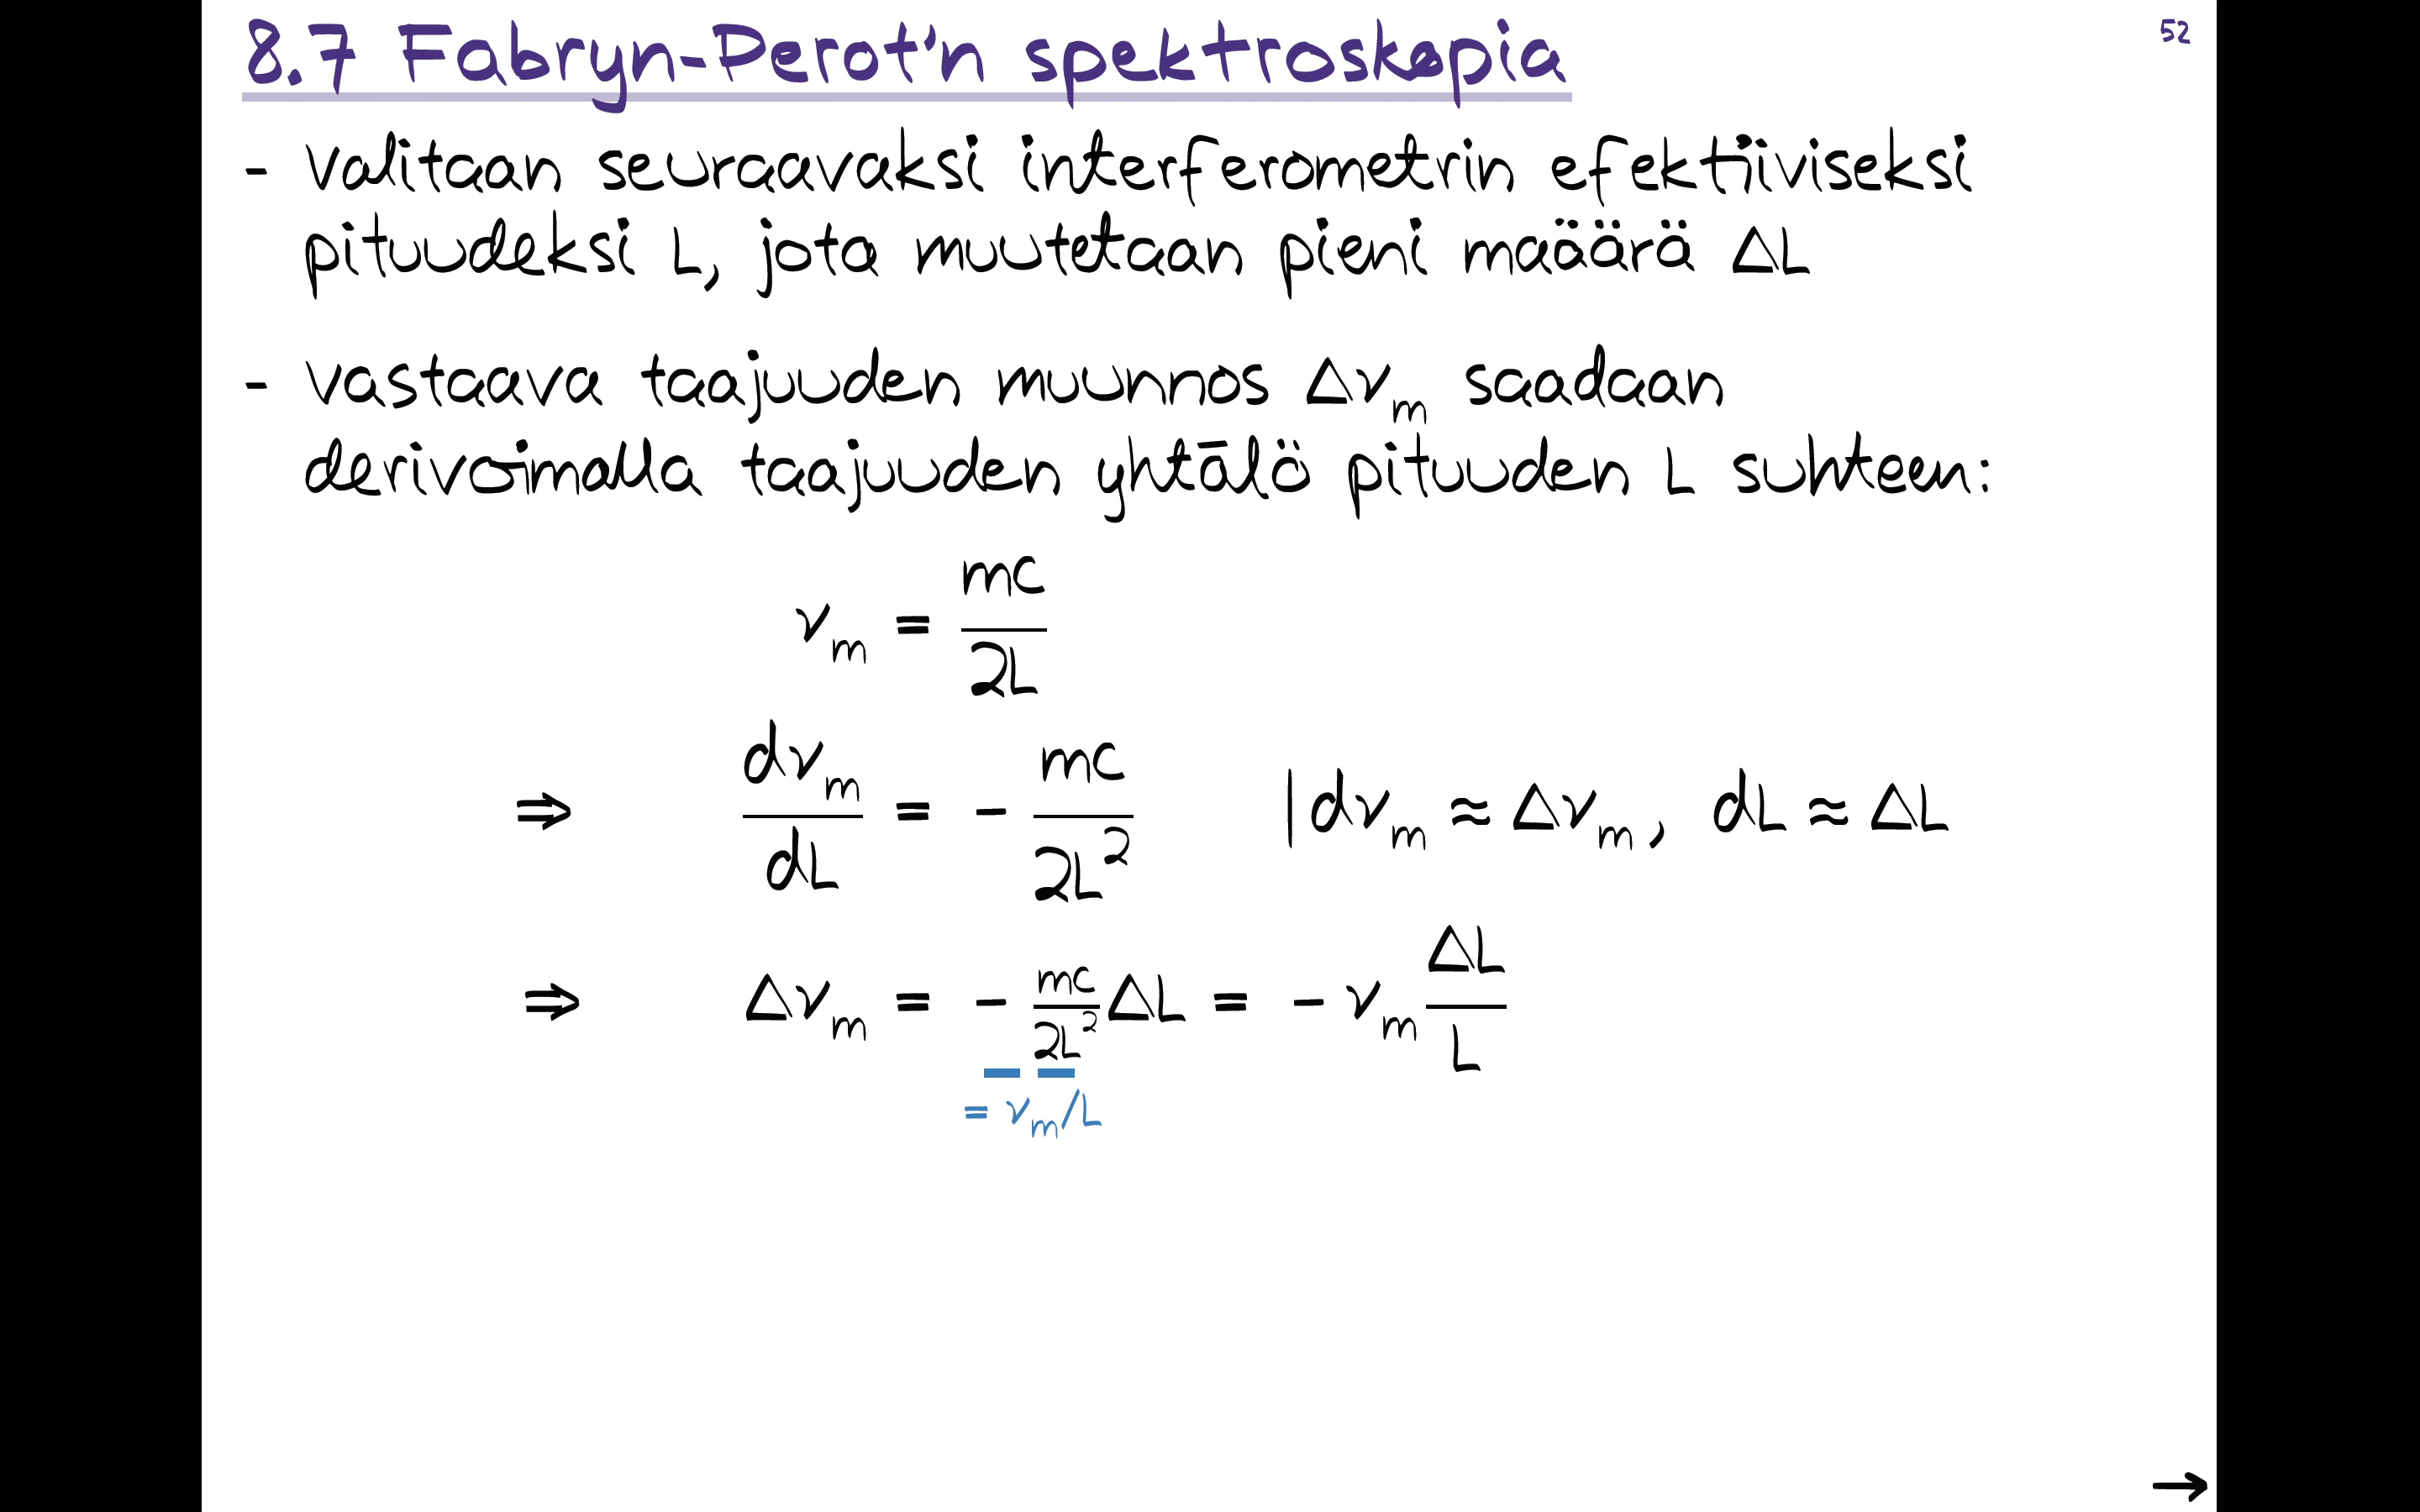 8.7 Fabryn-Perot'n spektroskopia
52
- valitaan seuraavaksi interferometrin efektiiviseksi
pituudeksi L, jota muutetaan pieni määrä ΔL
- vastaava taajuuden muunnos Δν_m saadaan
derivoimalla taajuuden yhtälö pituuden L suhteen:
ν_m = mc/2L
⇒ dν_m/dL = - mc/2L² | dν_m ≈ Δν_m, dL ≈ ΔL
⇒ Δν_m = - mc/2L² ΔL = - ν_m ΔL/L
= ν_m/L
→